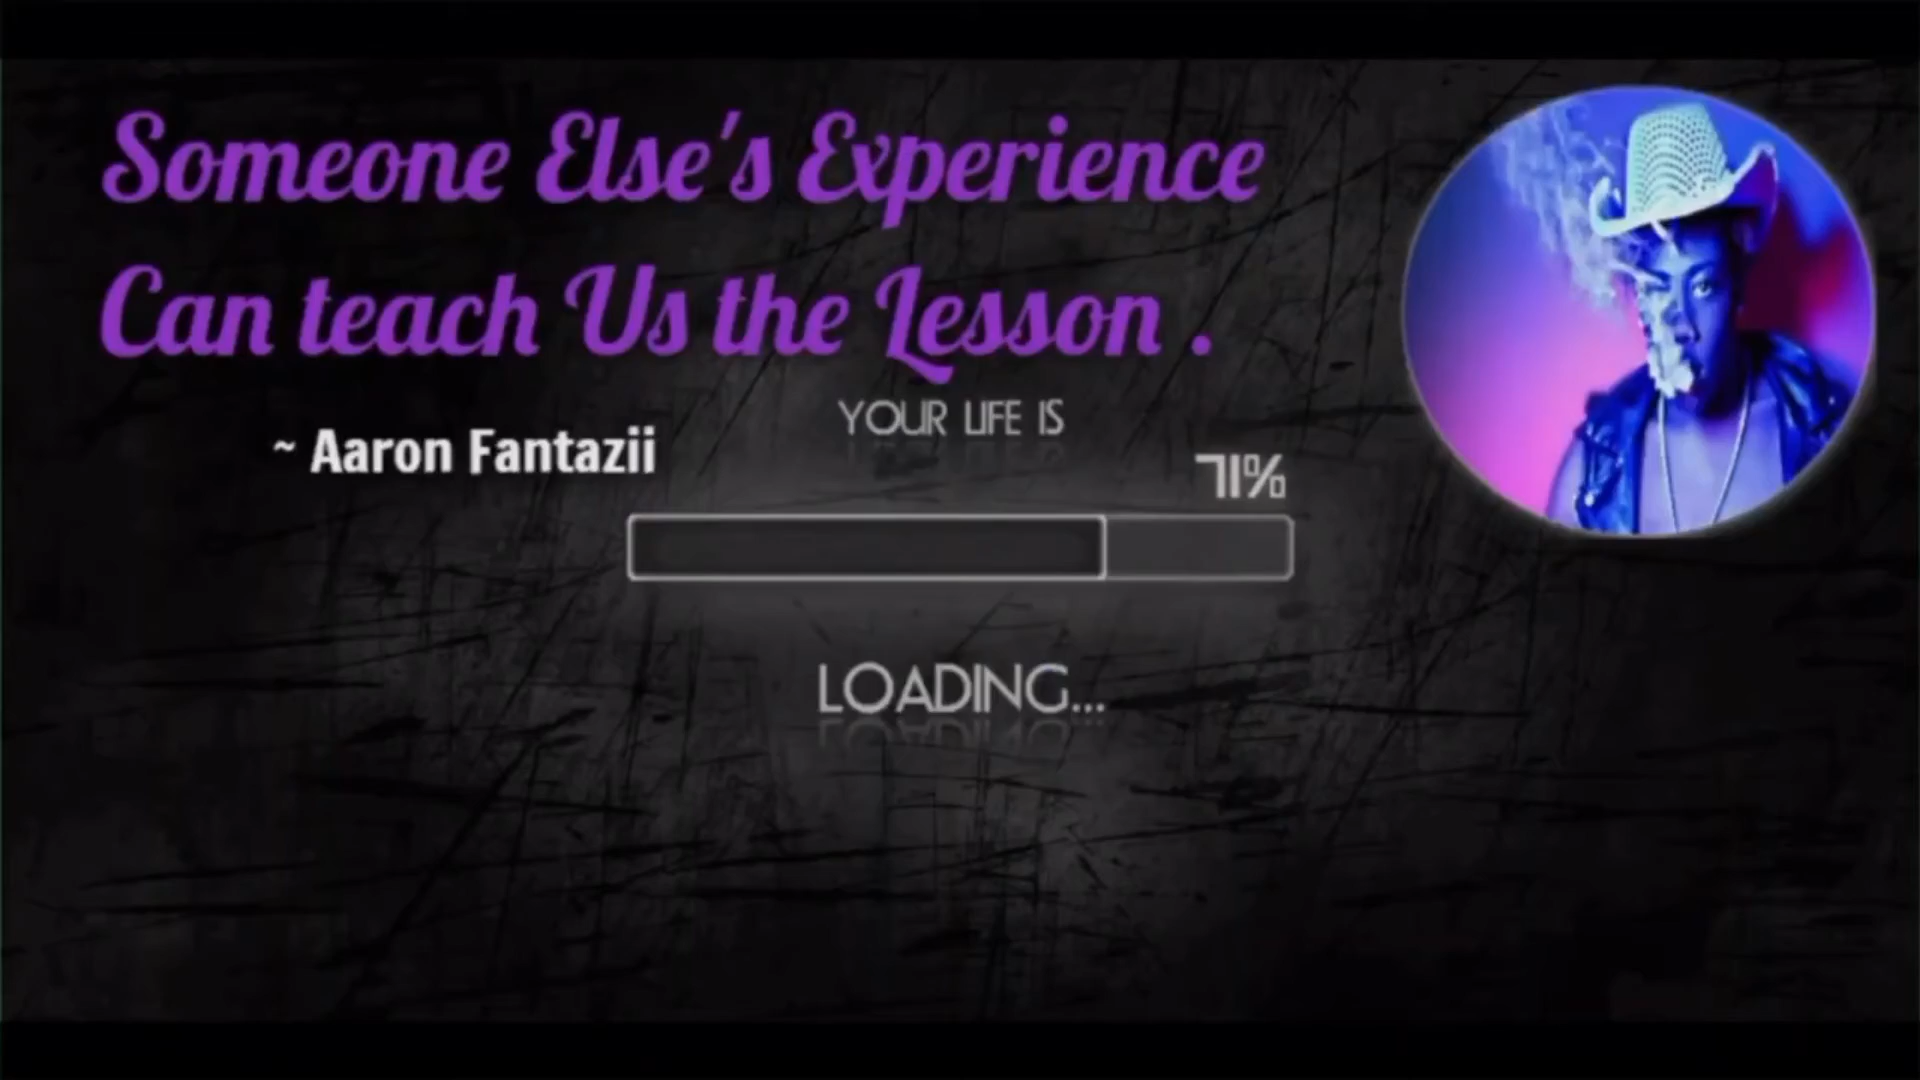 Someone Else's Experience
Can teach Us the Lesson .
~ Aaron Fantazii
YOUR LIFE IS
71%
LOADING...